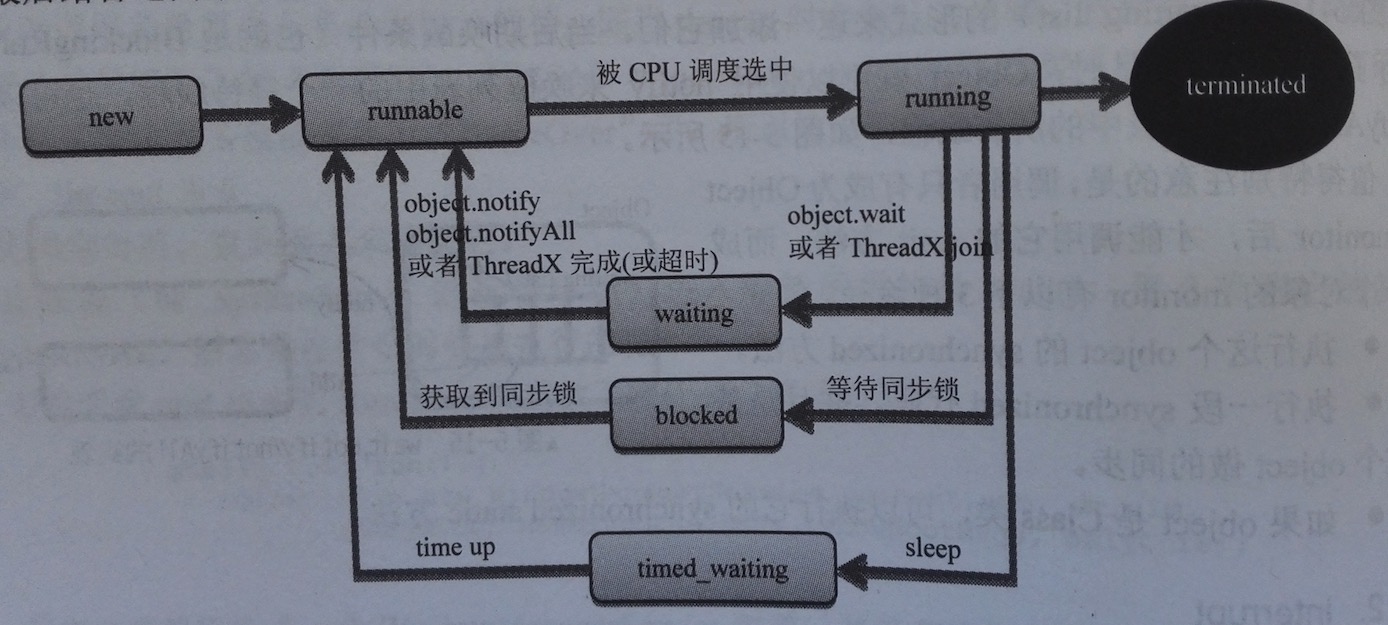 new
runnable
被 CPU 调度选中
running
terminated
object.notify
object.notifyAll
或者 ThreadX 完成(或超时)
object.wait
或者 ThreadX join
waiting
获取到同步锁
blocked
等待同步锁
time up
timed_waiting
sleep